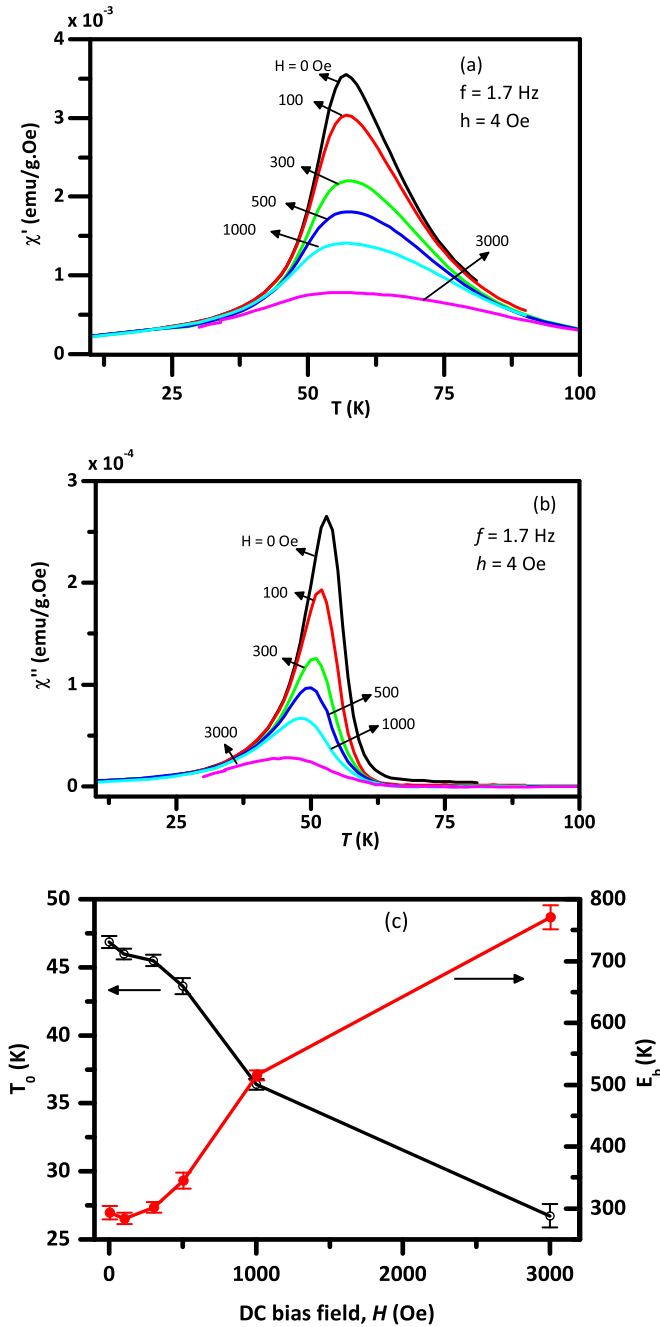 x 10⁻³
4
H = 0 Oe
(a)
f = 1.7 Hz
h = 4 Oe
100
3
300
2
500
1000
3000
1
0
χ' (emu/g.Oe)
25
50
75
100
T (K)
x 10⁻⁴
3
(b)
H = 0 Oe
f = 1.7 Hz
h = 4 Oe
2
100
300
500
1000
3000
1
0
χ'' (emu/g.Oe)
25
50
75
100
T (K)
50
800
(c)
45
700
40
600
35
500
30
400
300
25
T₀ (K)
E_b (K)
0
1000
2000
3000
DC bias field, H (Oe)